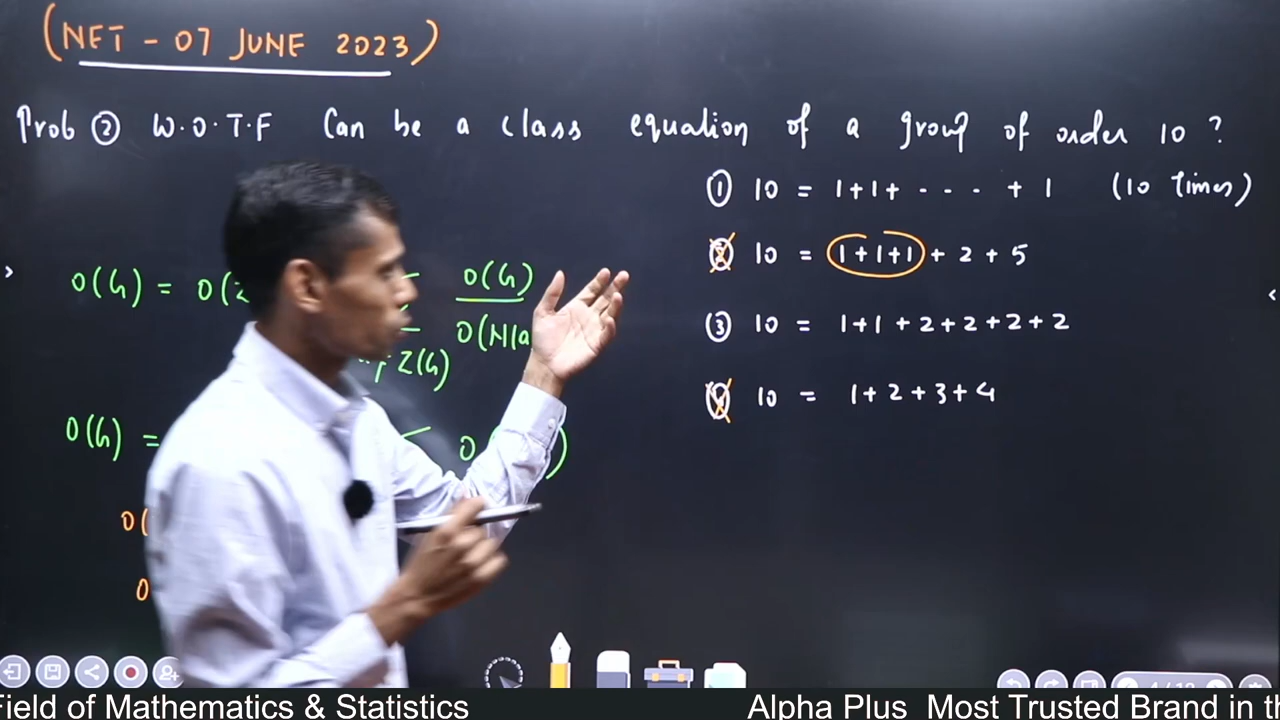 (NET - 07 JUNE 2023)
Prob ② W.O.T.F Can be a class equation of a group of order 10 ?
① 10 = 1+1+ - - - - + 1 (10 Times)
② 10 = 1+1+1 + 2 + 5
③ 10 = 1+1+2+2+2+2
④ 10 = 1+2+3+4
O(G) = O(Z
O(G)
O(N(a
Z(G)
O(G) =
Field of Mathematics & Statistics
Alpha Plus Most Trusted Brand in